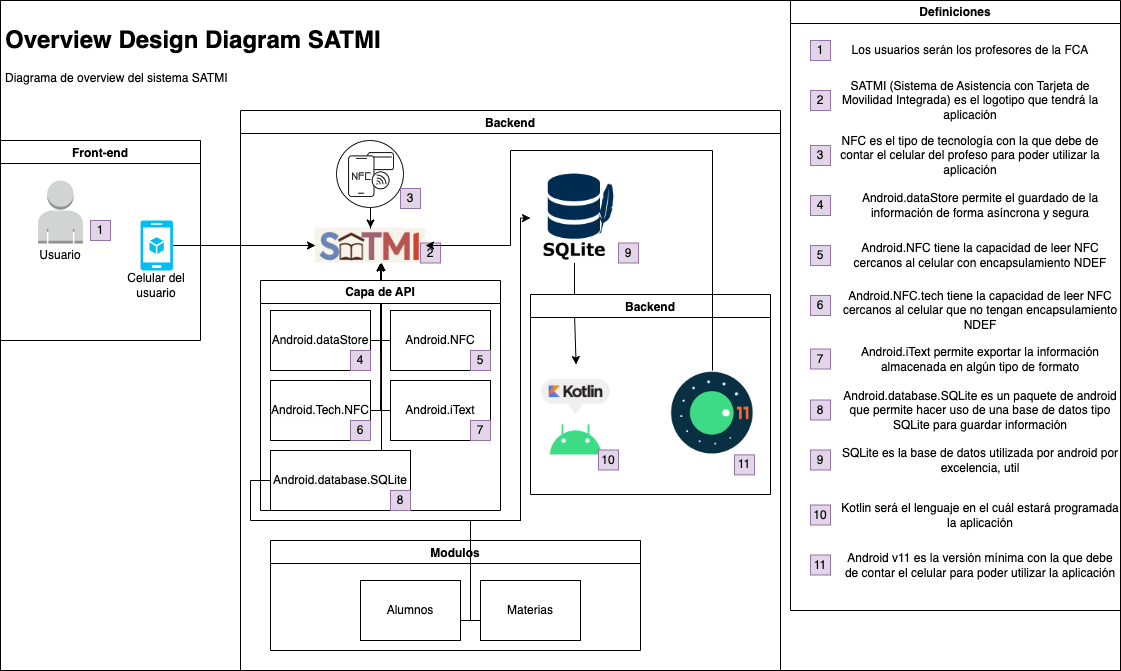 Overview Design Diagram SATMI
Diagrama de overview del sistema SATMI
Front-end
1
Usuario
Celular del
usuario
Backend
NFC
3
SATMI
2
SQLite
9
Capa de API
Android.dataStore
4
Android.NFC
5
Android.Tech.NFC
6
Android.iText
7
Android.database.SQLite
8
Backend
Kotlin
10
11
11
Modulos
Alumnos
Materias
Definiciones
1
Los usuarios serán los profesores de la FCA
2
SATMI (Sistema de Asistencia con Tarjeta de
Movilidad Integrada) es el logotipo que tendrá la
aplicación
3
NFC es el tipo de tecnología con la que debe de
contar el celular del profeso para poder utilizar la
aplicación
4
Android.dataStore permite el guardado de la
información de forma asíncrona y segura
5
Android.NFC tiene la capacidad de leer NFC
cercanos al celular con encapsulamiento NDEF
6
Android.NFC.tech tiene la capacidad de leer NFC
cercanos al celular que no tengan encapsulamiento
NDEF
7
Android.iText permite exportar la información
almacenada en algún tipo de formato
8
Android.database.SQLite es un paquete de android
que permite hacer uso de una base de datos tipo
SQLite para guardar información
9
SQLite es la base de datos utilizada por android por
excelencia, util
10
Kotlin será el lenguaje en el cuál estará programada
la aplicación
11
Android v11 es la versión mínima con la que debe
de contar el celular para poder utilizar la aplicación